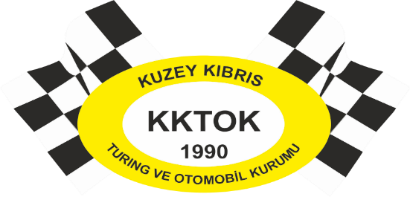 KUZEY KIBRIS
KKTOK
1990
TURING VE OTOMOBİL KURUMU